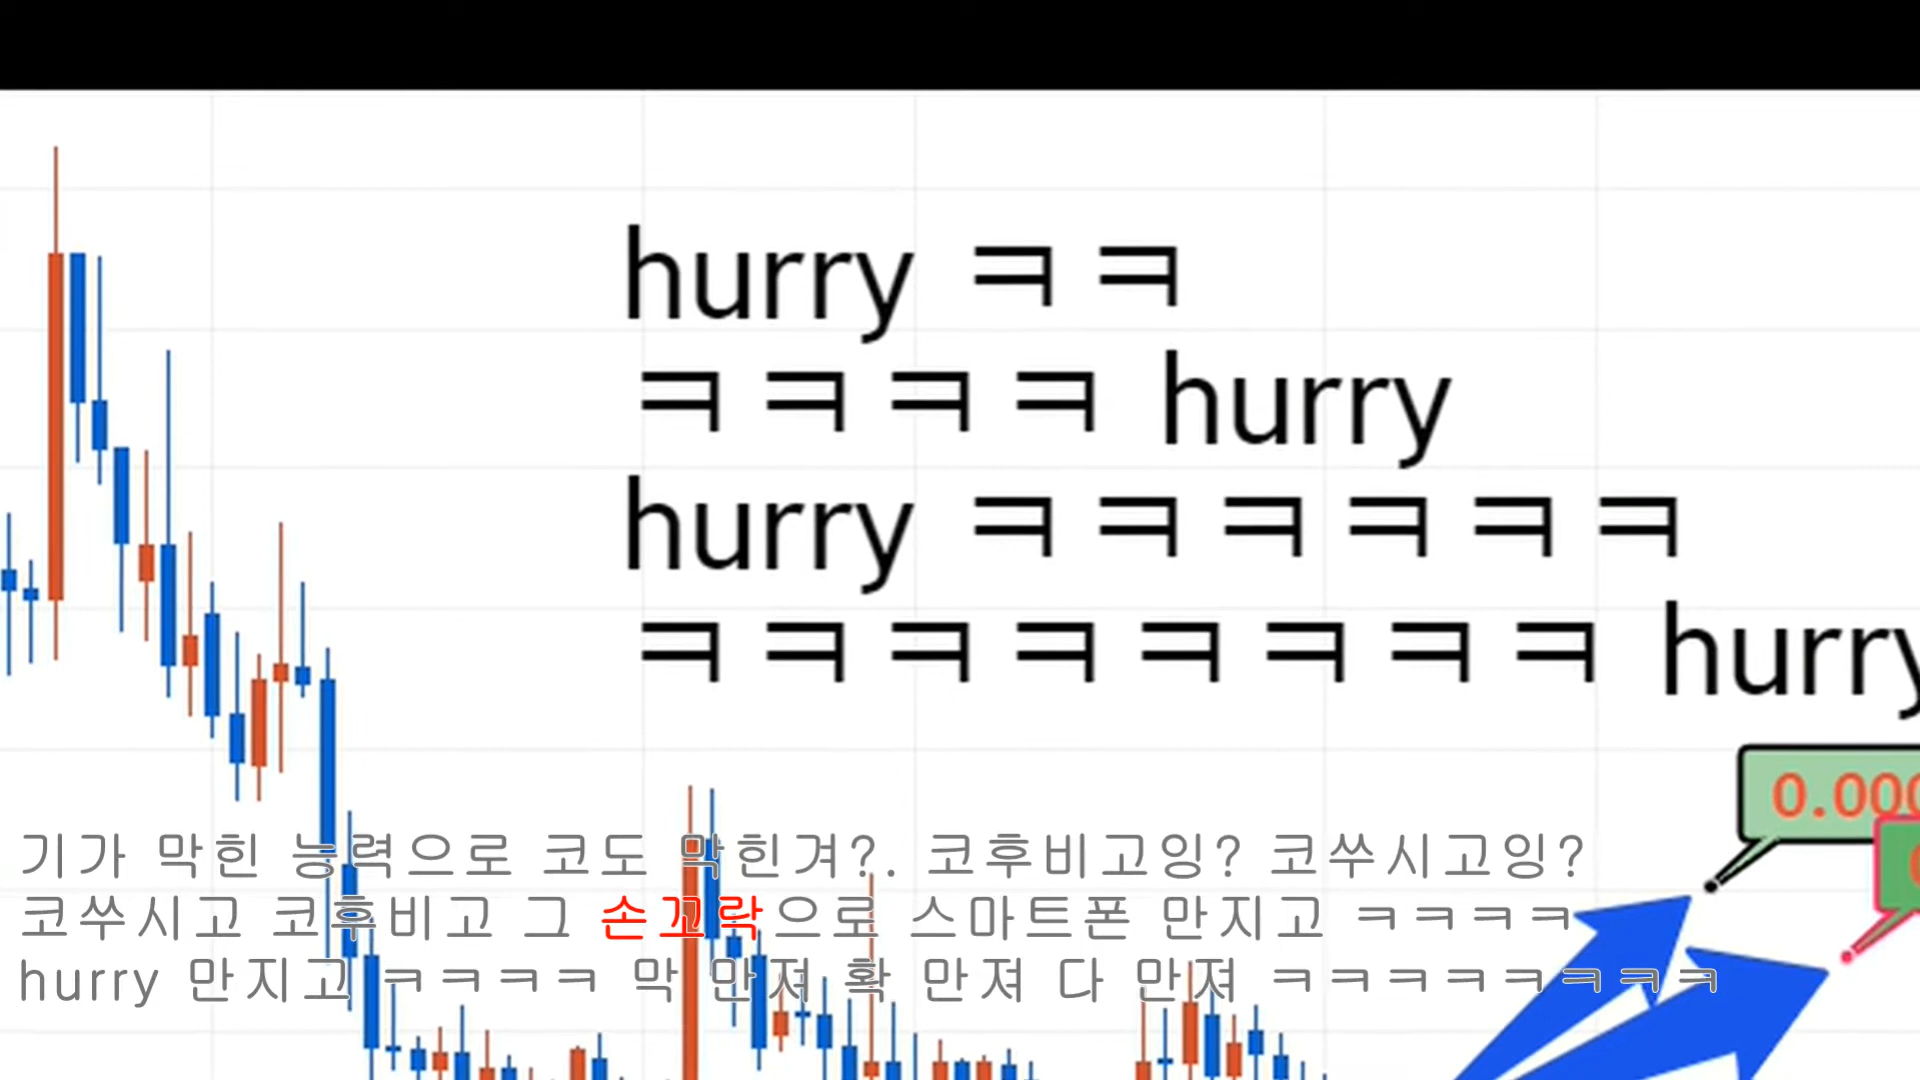 hurry ㅋㅋ
ㅋㅋㅋㅋ hurry
hurry ㅋㅋㅋㅋㅋㅋ
ㅋㅋㅋㅋㅋㅋㅋㅋ hurry
0.000
기가 막힌 능력으로 코도 막힌겨?. 코후비고잉? 코쑤시고잉?
코쑤시고 코후비고 그 손꼬락으로 스마트폰 만지고 ㅋㅋㅋㅋ
hurry 만지고 ㅋㅋㅋㅋ 막 만져 확 만져 다 만져 ㅋㅋㅋㅋㅋㅋㅋㅋ